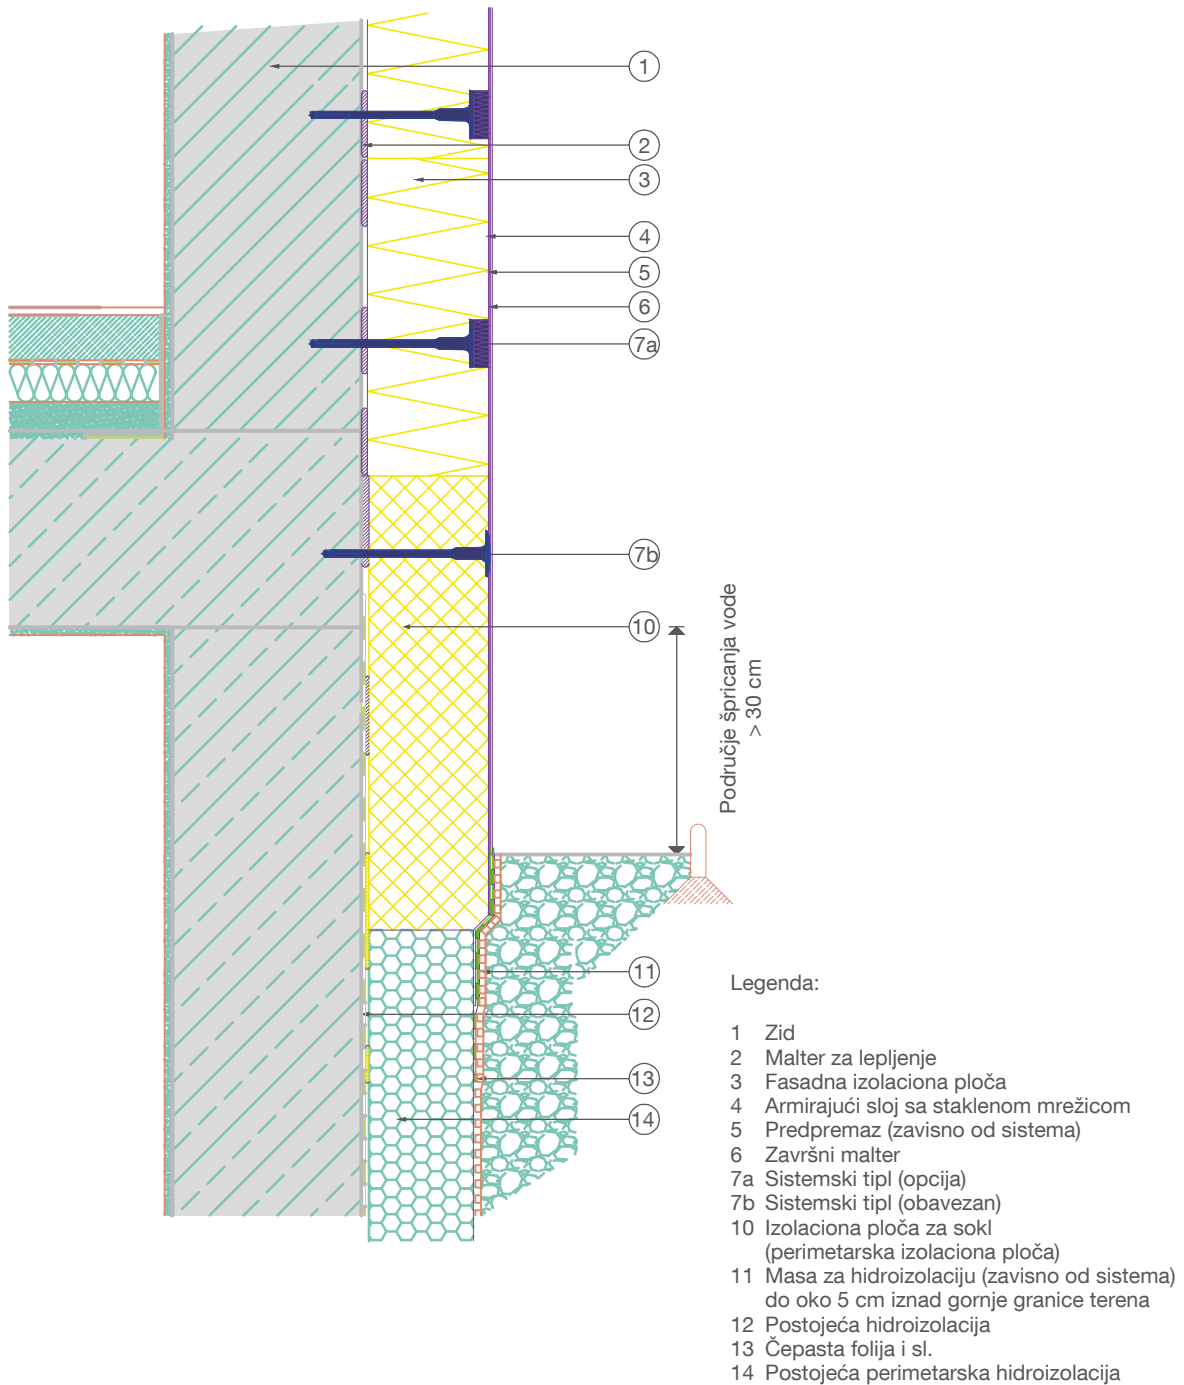 1
2
3
4
5
6
7a
7b
10
Područje špricanja vode
> 30 cm
11
12
13
14
Legenda:
1 Zid
2 Malter za lepljenje
3 Fasadna izolaciona ploča
4 Armirajući sloj sa staklenom mrežicom
5 Predpremaz (zavisno od sistema)
6 Završni malter
7a Sistemski tipl (opcija)
7b Sistemski tipl (obavezan)
10 Izolaciona ploča za sokl
(perimetarska izolaciona ploča)
11 Masa za hidroizolaciju (zavisno od sistema)
do oko 5 cm iznad gornje granice terena
12 Postojeća hidroizolacija
13 Čepasta folija i sl.
14 Postojeća perimetarska hidroizolacija